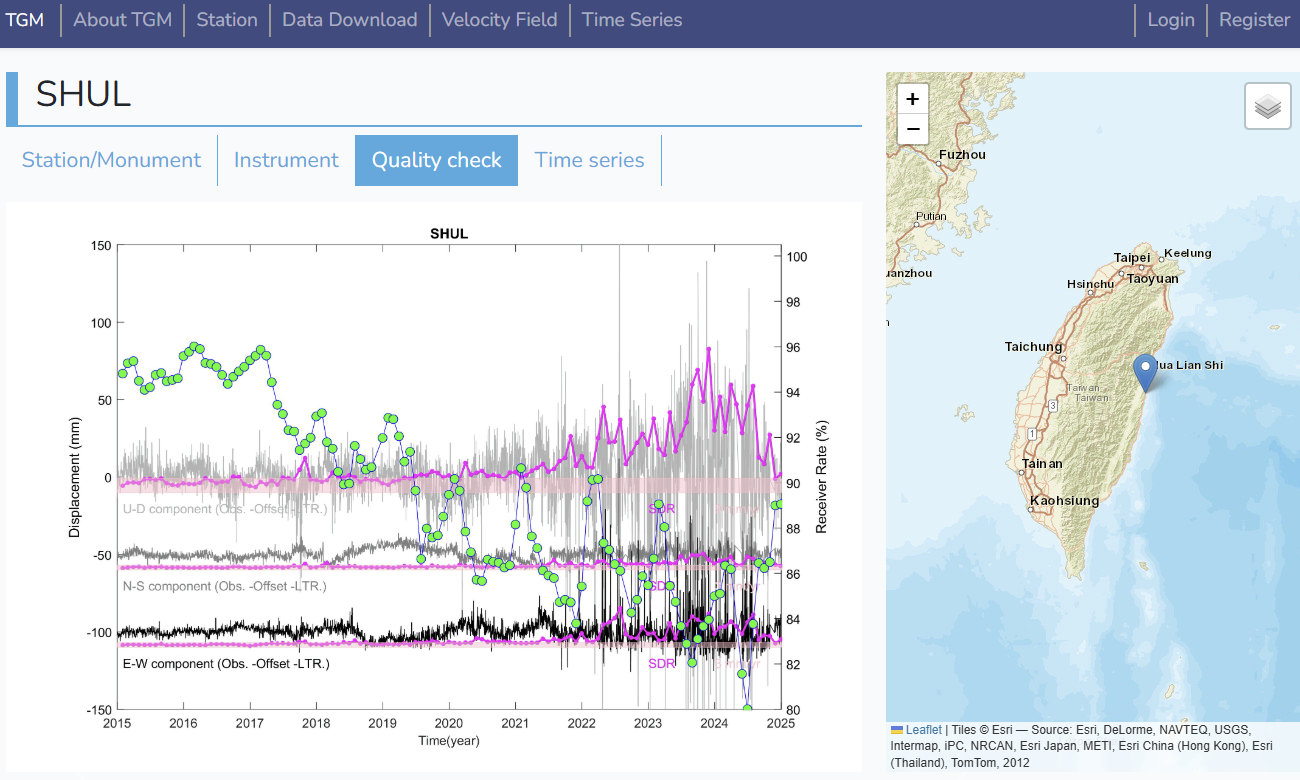 TGM About TGM Station Data Download Velocity Field Time Series Login Register
SHUL
Station/Monument Instrument Quality check Time series
SHUL
150
100
50
0
-50
-100
-150
Displacement (mm)
U-D component (Obs. -Offset -LTR.)
SDR
N-S component (Obs. -Offset -LTR.)
E-W component (Obs. -Offset -LTR.)
SDR
100
98
96
94
92
90
88
86
84
82
80
Receiver Rate (%)
2015 2016 2017 2018 2019 2020 2021 2022 2023 2024 2025
Time(year)
+
−
Fuzhou
Putian
uanzhou
n
Keelung
Taipei
Taoyuan
Hsinchu
Taichung
lua Lian Shi
Taiwan
Taiwan
3
1
Tainan
Kaohsiung
Leaflet | Tiles © Esri — Source: Esri, DeLorme, NAVTEQ, USGS,
Intermap, iPC, NRCAN, Esri Japan, METI, Esri China (Hong Kong), Esri
(Thailand), TomTom, 2012